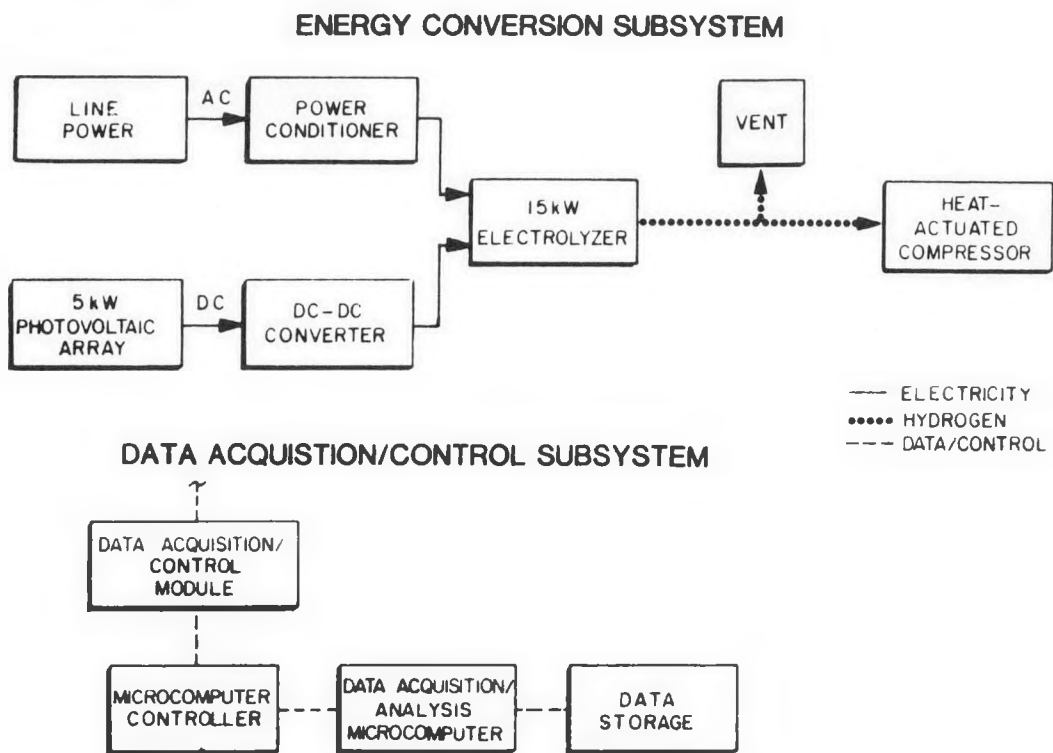 ENERGY CONVERSION SUBSYSTEM
LINE
POWER
AC
POWER
CONDITIONER
VENT
15kW
ELECTROLYZER
HEAT-
ACTUATED
COMPRESSOR
5kW
PHOTOVOLTAIC
ARRAY
DC
DC-DC
CONVERTER
ELECTRICITY
HYDROGEN
DATA/CONTROL
DATA ACQUISTION/CONTROL SUBSYSTEM
DATA ACQUISITION/
CONTROL
MODULE
MICROCOMPUTER
CONTROLLER
DATA ACQUISITION/
ANALYSIS
MICROCOMPUTER
DATA
STORAGE